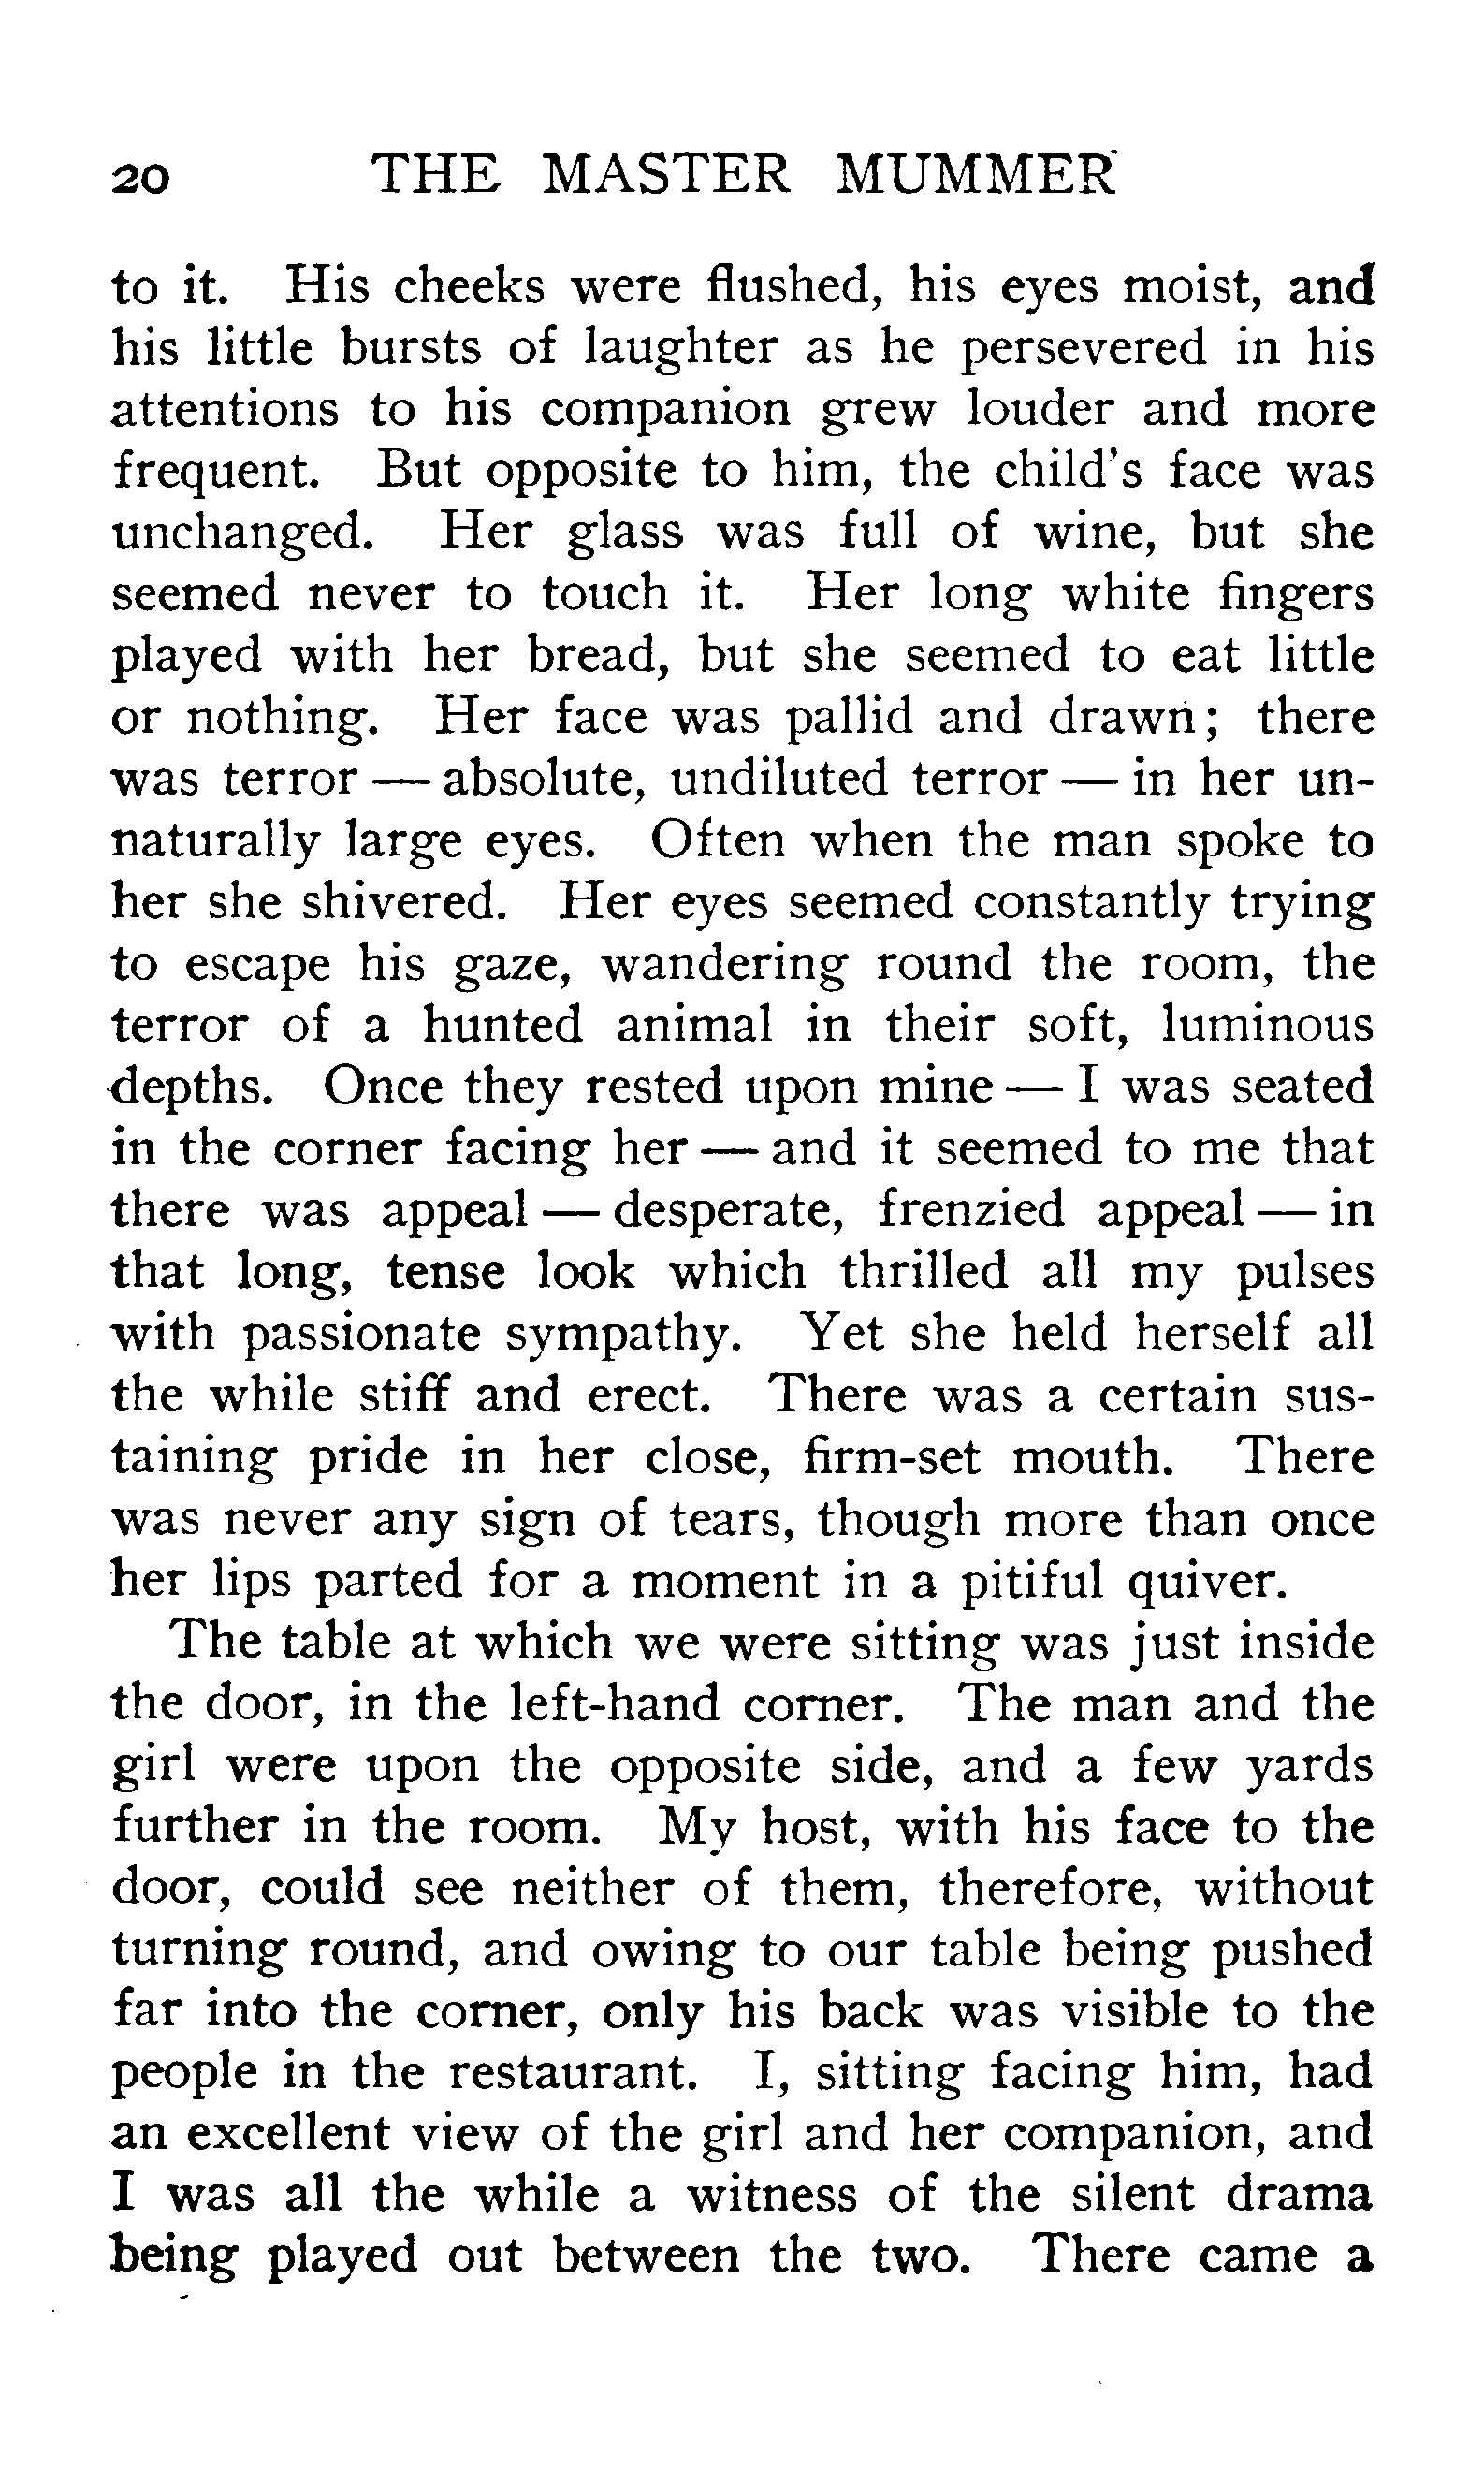 20 THE MASTER MUMMER
to it. His cheeks were flushed, his eyes moist, and
his little bursts of laughter as he persevered in his
attentions to his companion grew louder and more
frequent. But opposite to him, the child's face was
unchanged. Her glass was full of wine, but she
seemed never to touch it. Her long white fingers
played with her bread, but she seemed to eat little
or nothing. Her face was pallid and drawn; there
was terror — absolute, undiluted terror — in her un-
naturally large eyes. Often when the man spoke to
her she shivered. Her eyes seemed constantly trying
to escape his gaze, wandering round the room, the
terror of a hunted animal in their soft, luminous
depths. Once they rested upon mine — I was seated
in the corner facing her — and it seemed to me that
there was appeal — desperate, frenzied appeal — in
that long, tense look which thrilled all my pulses
with passionate sympathy. Yet she held herself all
the while stiff and erect. There was a certain sus-
taining pride in her close, firm-set mouth. There
was never any sign of tears, though more than once
her lips parted for a moment in a pitiful quiver.
The table at which we were sitting was just inside
the door, in the left-hand corner. The man and the
girl were upon the opposite side, and a few yards
further in the room. My host, with his face to the
door, could see neither of them, therefore, without
turning round, and owing to our table being pushed
far into the corner, only his back was visible to the
people in the restaurant. I, sitting facing him, had
an excellent view of the girl and her companion, and
I was all the while a witness of the silent drama
being played out between the two. There came a